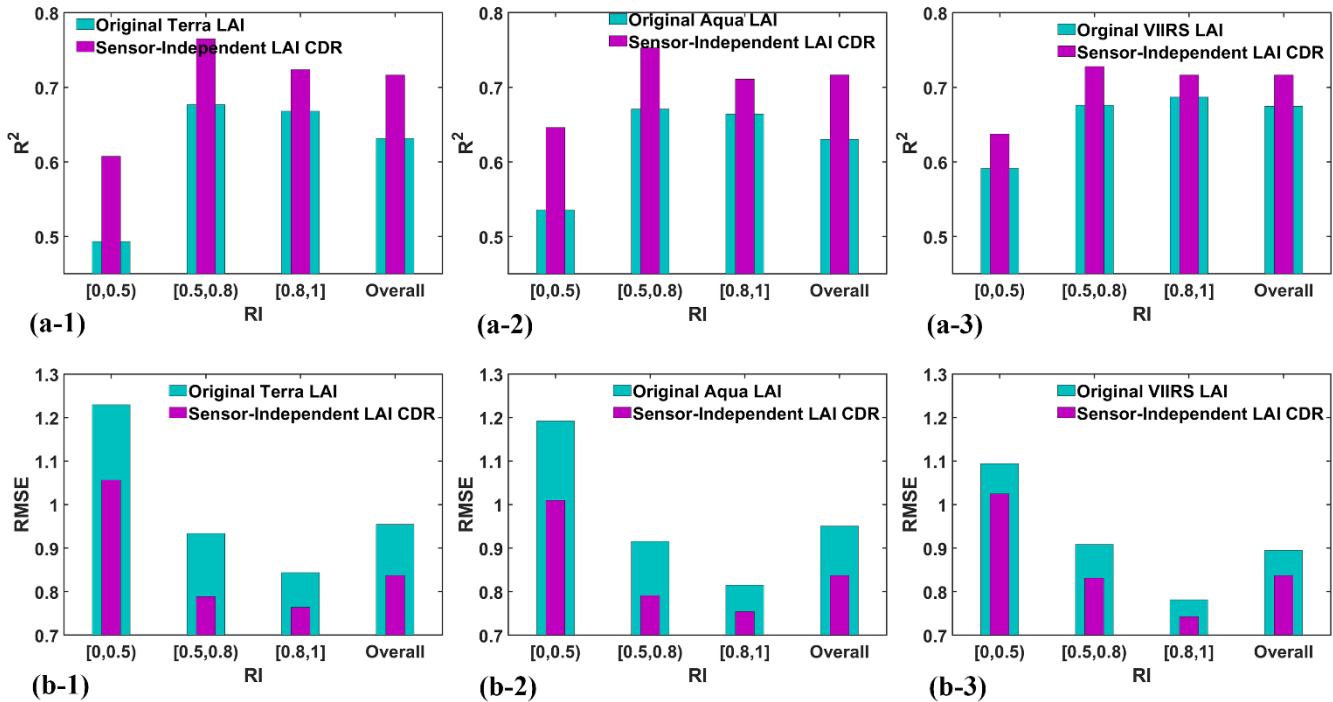 0.8
0.7
0.6
0.5
R²
Original Terra LAI
Sensor-Independent LAI CDR
[0,0.5) [0.5,0.8) [0.8,1] Overall
RI
(a-1)
0.8
0.7
0.6
0.5
R²
Original Aqua LAI
Sensor-Independent LAI CDR
[0,0.5) [0.5,0.8) [0.8,1] Overall
RI
(a-2)
0.8
0.7
0.6
0.5
R²
Orginal VIIRS LAI
Sensor-Independent LAI CDR
[0,0.5) [0.5,0.8) [0.8,1] Overall
RI
(a-3)
1.3
1.2
1.1
1
0.9
0.8
0.7
RMSE
Original Terra LAI
Sensor-Independent LAI CDR
[0,0.5) [0.5,0.8) [0.8,1] Overall
RI
(b-1)
1.3
1.2
1.1
1
0.9
0.8
0.7
RMSE
Original Aqua LAI
Sensor-Independent LAI CDR
[0,0.5) [0.5,0.8) [0.8,1] Overall
RI
(b-2)
1.3
1.2
1.1
1
0.9
0.8
0.7
RMSE
Original VIIRS LAI
Sensor-Independent LAI CDR
[0,0.5) [0.5,0.8) [0.8,1] Overall
RI
(b-3)